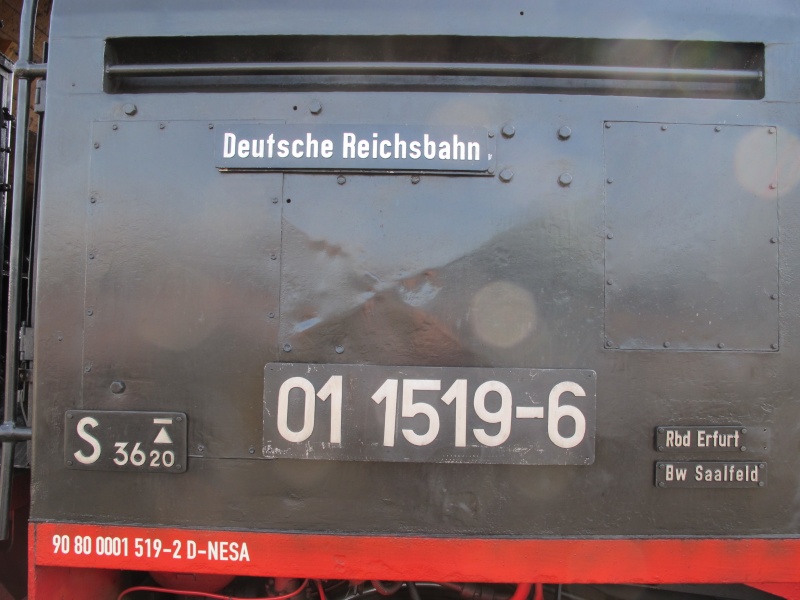 Deutsche Reichsbahn
01 1519-6
S 36 20
Rbd Erfurt
Bw Saalfeld
90 80 0001 519-2 D-NESA